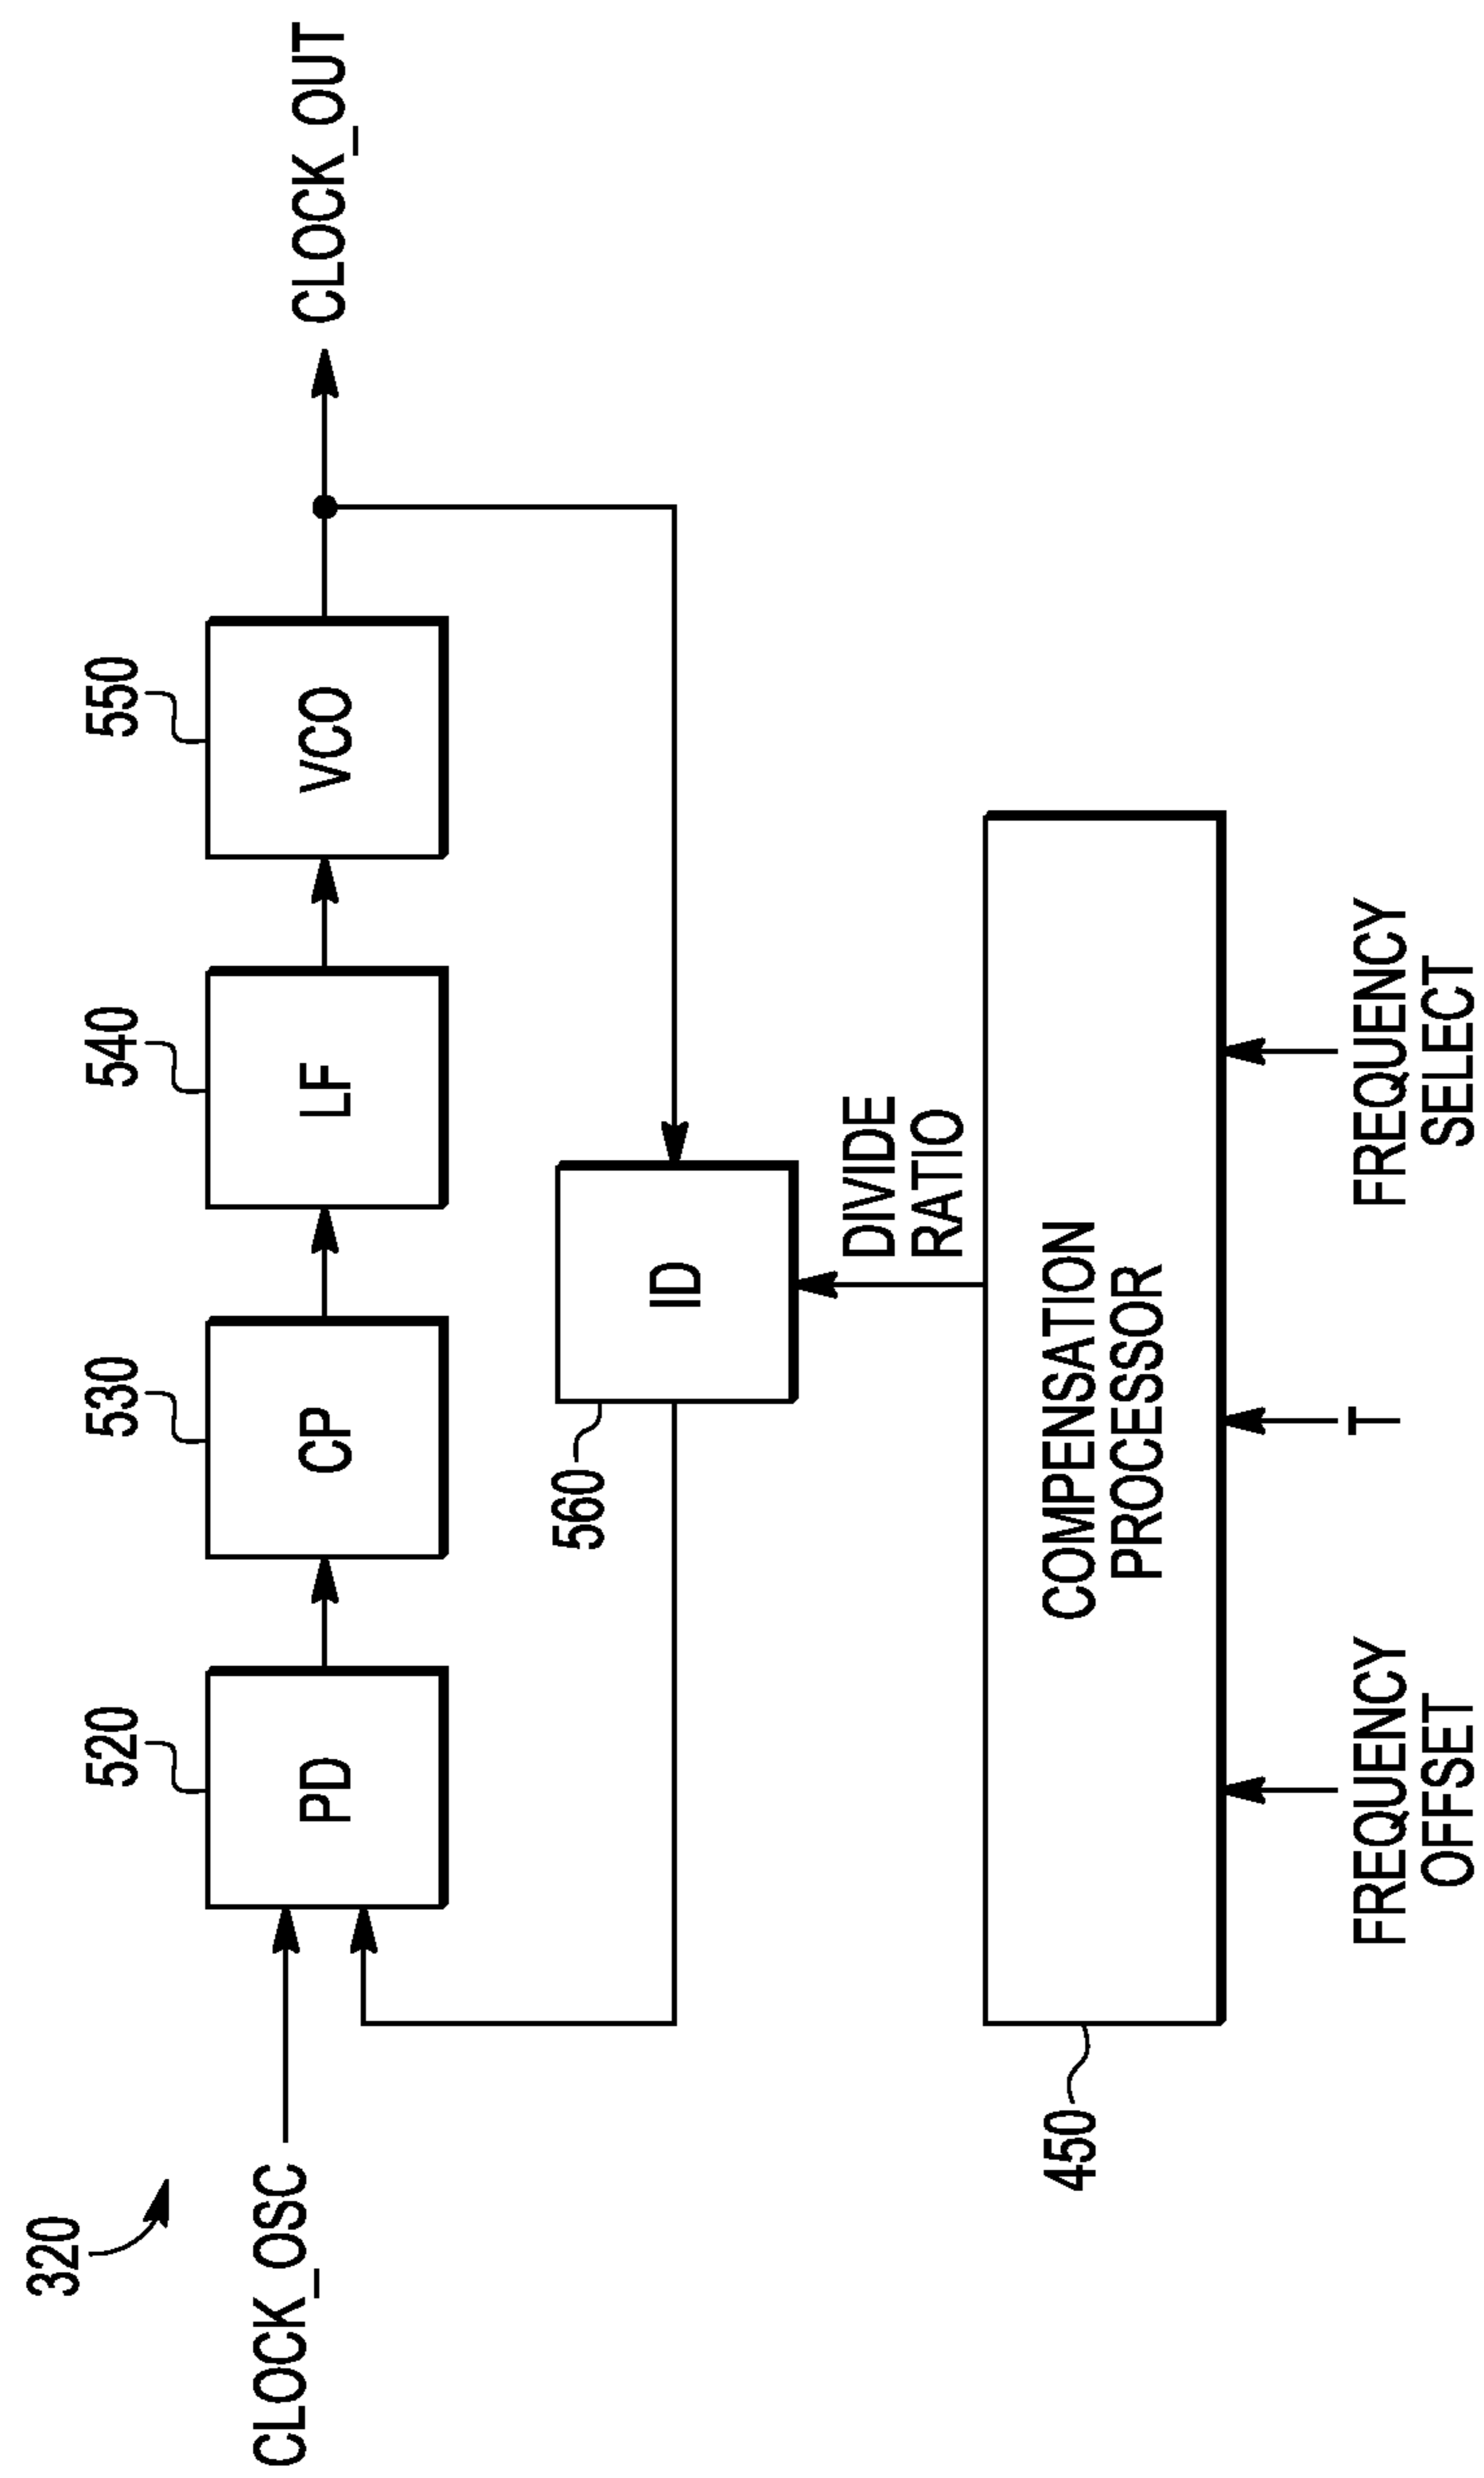 320
520
530
540
550
CLOCK_OSC
PD
CP
LF
VCO
CLOCK_OUT
560
ID
DIVIDE
RATIO
450
COMPENSATION
PROCESSOR
FREQUENCY
OFFSET
T
FREQUENCY
SELECT